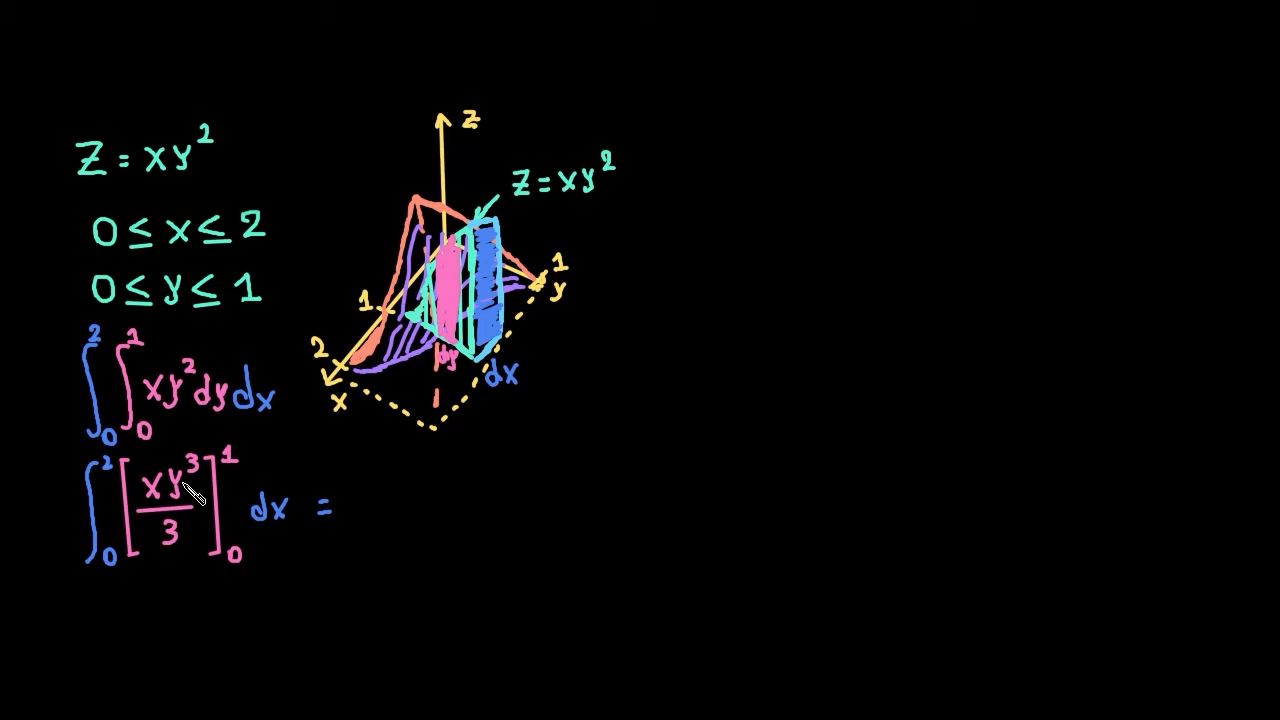 z = xy²
0 ≤ x ≤ 2
0 ≤ y ≤ 1
∫₀² ∫₀¹ xy² dy dx
∫₀² [xy³/3]₀¹ dx =
z
z = xy²
1
y
1
2
x
dy
dx